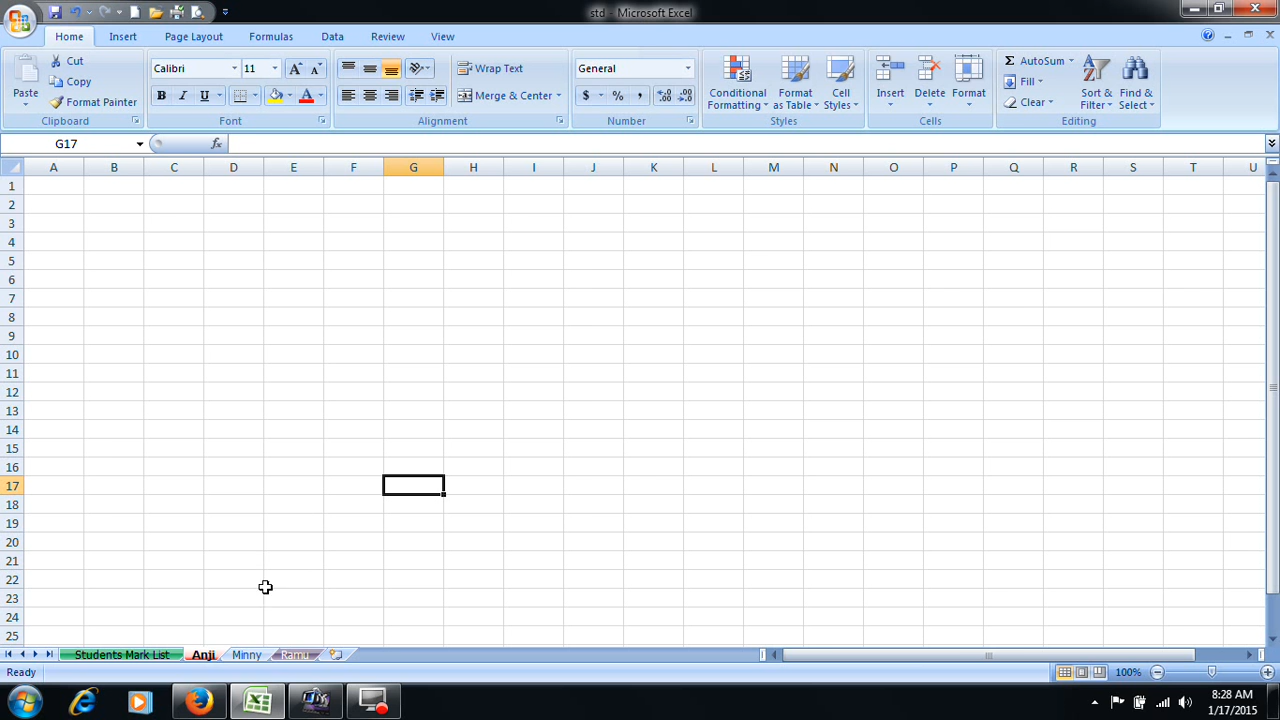 std - Microsoft Excel
Home Insert Page Layout Formulas Data Review View
Paste
Cut
Copy
Format Painter
Clipboard
Calibri 11
B I U
Font
Wrap Text
Merge & Center
Alignment
General
$ % ,
Number
Conditional Formatting
Format as Table
Cell Styles
Styles
Insert Delete Format
Cells
Σ AutoSum
Fill
Clear
Sort & Filter
Find & Select
Editing
G17 fx
A B C D E F G H I J K L M N O P Q R S T U
1
2
3
4
5
6
7
8
9
10
11
12
13
14
15
16
17
18
19
20
21
22
23
24
25
Students Mark List Anji Minny Ramu
Ready 100%
8:28 AM
1/17/2015